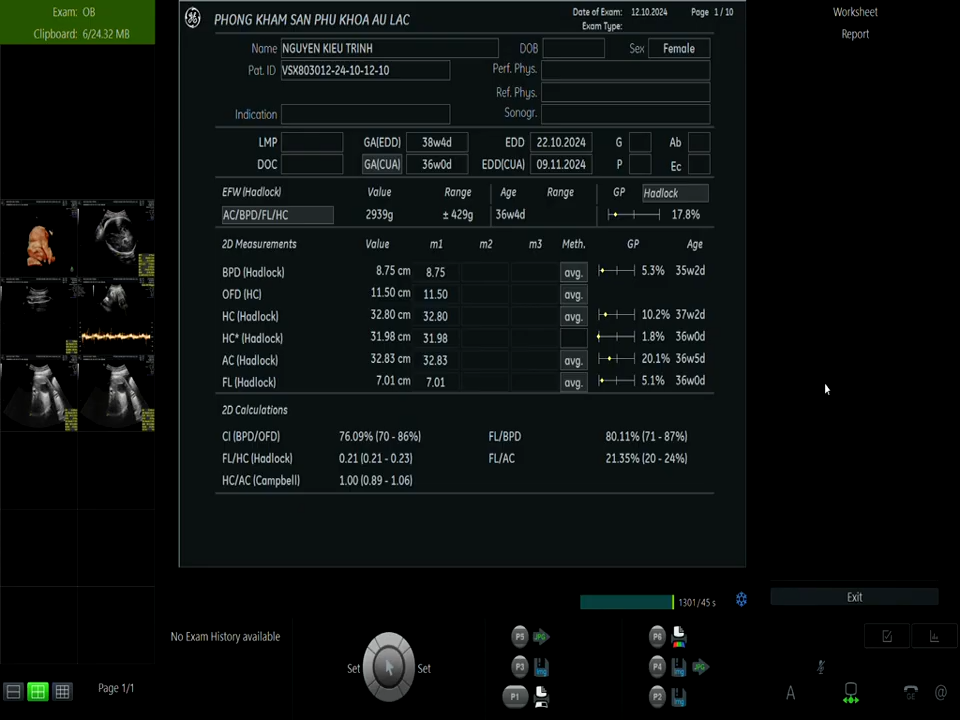 Exam: OB
Clipboard: 6/24.32 MB
PHONG KHAM SAN PHU KHOA AU LAC
Date of Exam: 12.10.2024 Page 1 / 10
Exam Type:
Name NGUYEN KIEU TRINH DOB Sex Female
Pat. ID VSX803012-24-10-12-10 Perf. Phys.
Ref. Phys.
Indication Sonogr.
LMP GA(EDD) 38w4d EDD 22.10.2024 G Ab
DOC GA(CUA) 36w0d EDD(CUA) 09.11.2024 P Ec
EFW (Hadlock) Value Range Age Range GP Hadlock
AC/BPD/FL/HC 2939g ± 429g 36w4d 17.8%
2D Measurements Value m1 m2 m3 Meth. GP Age
BPD (Hadlock) 8.75 cm 8.75 avg. 5.3% 35w2d
OFD (HC) 11.50 cm 11.50 avg.
HC (Hadlock) 32.80 cm 32.80 avg. 10.2% 37w2d
HC* (Hadlock) 31.98 cm 31.98 1.8% 36w0d
AC (Hadlock) 32.83 cm 32.83 avg. 20.1% 36w5d
FL (Hadlock) 7.01 cm 7.01 avg. 5.1% 36w0d
2D Calculations
CI (BPD/OFD) 76.09% (70 - 86%) FL/BPD 80.11% (71 - 87%)
FL/HC (Hadlock) 0.21 (0.21 - 0.23) FL/AC 21.35% (20 - 24%)
HC/AC (Campbell) 1.00 (0.89 - 1.06)
Worksheet
Report
1301/45 s
Exit
No Exam History available
Set Set
P5 JPG P6
P3 img P4 img JPG
P1 P2 img
Page 1/1
A GE @